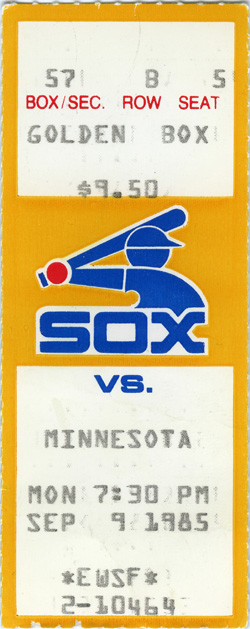 57 B 5
BOX/SEC. ROW SEAT
GOLDEN BOX
$9.50
SOX
VS.
MINNESOTA
MON 7:30 PM
SEP 9 1985
*EWSF*
2-10464